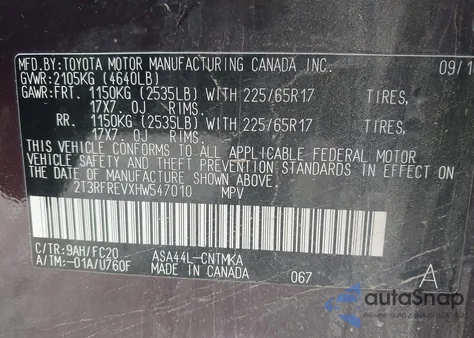 MFD.BY:TOYOTA MOTOR MANUFACTURING CANADA INC. 09/1
GVWR:2105KG (4640LB)
GAWR:FRT. 1150KG (2535LB) WITH 225/65R17 TIRES,
17X7. OJ RIMS.
RR. 1150KG (2535LB) WITH 225/65R17 TIRES,
17X7. OJ RIMS.
THIS VEHICLE CONFORMS TO ALL APPLICABLE FEDERAL MOTOR
VEHICLE SAFETY AND THEFT PREVENTION STANDARDS IN EFFECT
ON THE DATE OF MANUFACTURE SHOWN ABOVE.
2T3RFREVXHW547010 MPV
C/TR:9AH/FC20 ASA44L-CNTMKA
A/TM:-01A/U760F MADE IN CANADA 067 A
autoSnap